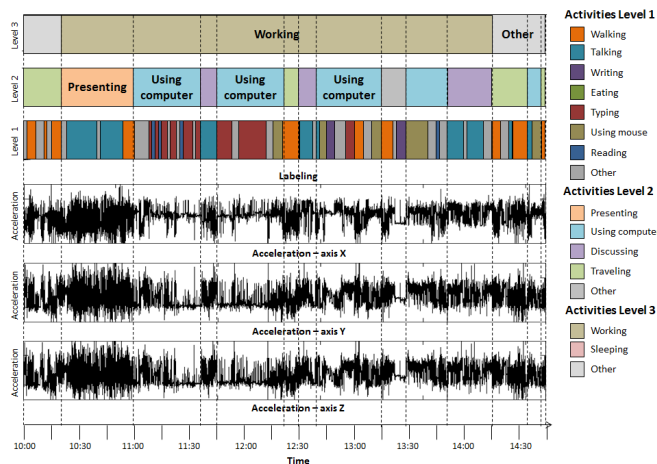 Level 3
Working
Other
Level 2
Presenting
Using
computer
Using
computer
Using
computer
Level 1
Labeling
Acceleration
Acceleration – axis X
Acceleration
Acceleration – axis Y
Acceleration
Acceleration – axis Z
10:00 10:30 11:00 11:30 12:00 12:30 13:00 13:30 14:00 14:30
Time
Activities Level 1
Walking
Talking
Writing
Eating
Typing
Using mouse
Reading
Other
Activities Level 2
Presenting
Using compute
Discussing
Traveling
Other
Activities Level 3
Working
Sleeping
Other